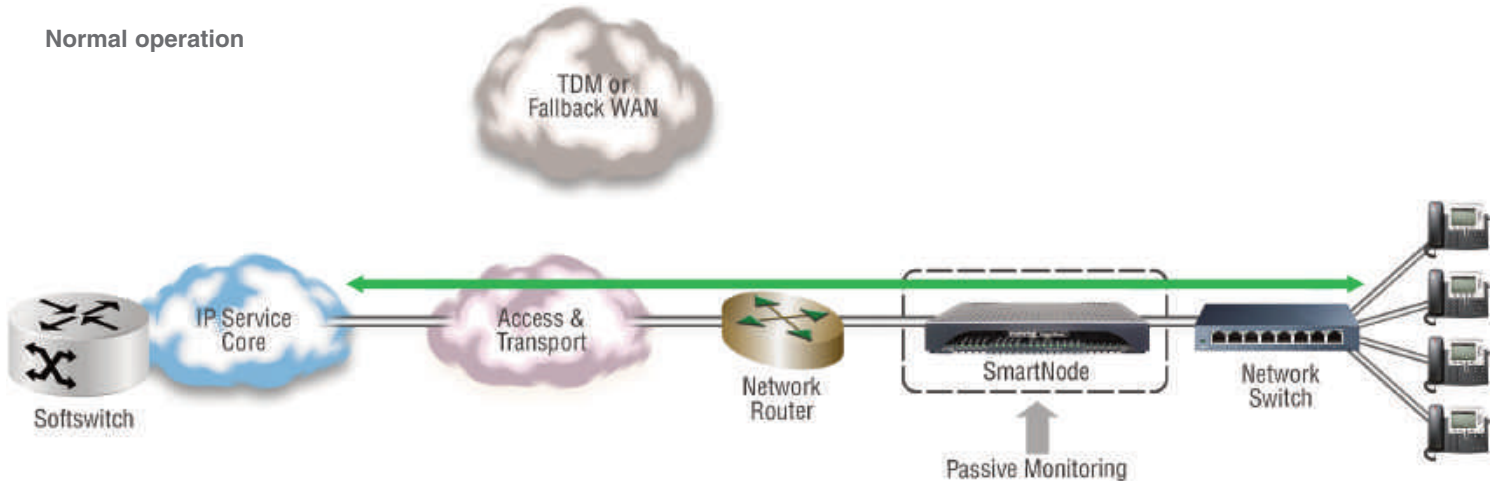 Normal operation
TDM or
Fallback WAN
IP Service
Core
Access &
Transport
Softswitch
Network
Router
SmartNode
Network
Switch
Passive Monitoring